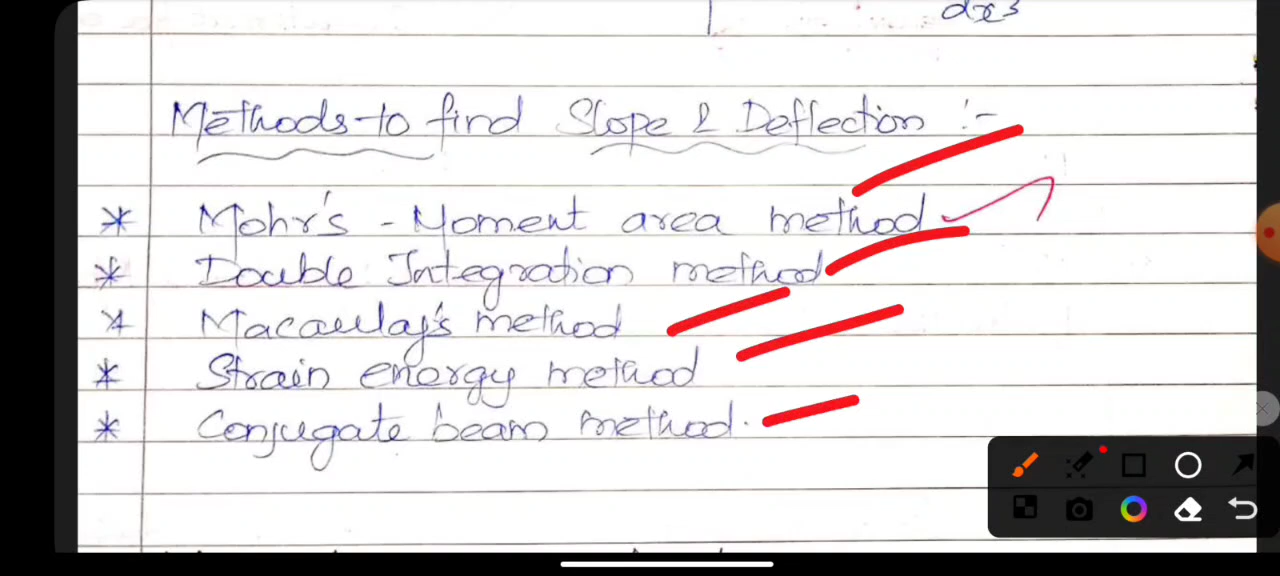 dx³
Methods to find Slope & Deflection :-
* Mohr's - Moment area method
* Double Integration method
* Macaulay's method
* Strain energy method
* Conjugate beam method.